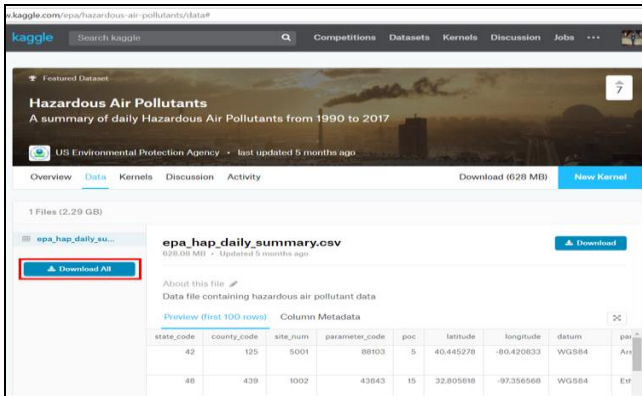 w.kaggle.com/epa/hazardous-air-pollutants/data#
kaggle Search kaggle Competitions Datasets Kernels Discussion Jobs •••
Featured Dataset
7
Hazardous Air Pollutants
A summary of daily Hazardous Air Pollutants from 1990 to 2017
US Environmental Protection Agency • last updated 5 months ago
Overview Data Kernels Discussion Activity Download (628 MB) New Kernel
1 Files (2.29 GB)
epa_hap_daily_su...
Download All
epa_hap_daily_summary.csv Download
628.08 MB • Updated 5 months ago
About this file
Data file containing hazardous air pollutant data
Preview (first 100 rows) Column Metadata
state_code county_code site_num parameter_code poc latitude longitude datum par
42 125 5001 88103 5 40.445278 -80.420833 WGS84 Ars
48 439 1002 43843 15 32.805818 -97.356568 WGS84 Eth